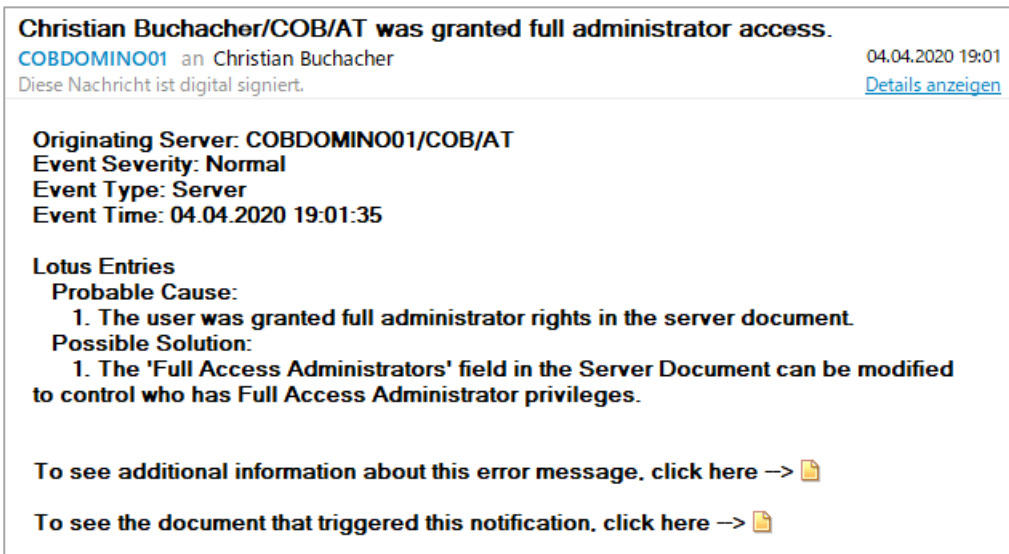 Christian Buchacher/COB/AT was granted full administrator access.
COBDOMINO01 an Christian Buchacher 04.04.2020 19:01
Diese Nachricht ist digital signiert. Details anzeigen
Originating Server: COBDOMINO01/COB/AT
Event Severity: Normal
Event Type: Server
Event Time: 04.04.2020 19:01:35
Lotus Entries
Probable Cause:
1. The user was granted full administrator rights in the server document.
Possible Solution:
1. The 'Full Access Administrators' field in the Server Document can be modified
to control who has Full Access Administrator privileges.
To see additional information about this error message, click here -->
To see the document that triggered this notification, click here -->